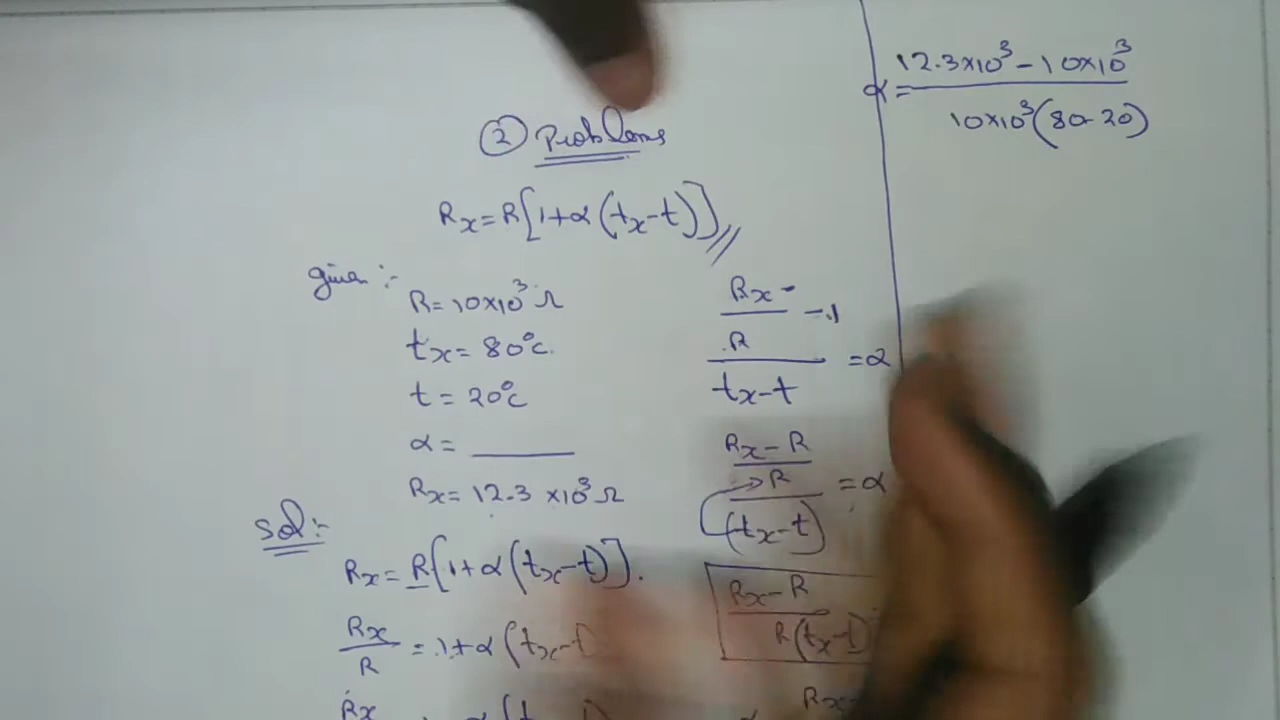 ② Problems
Rx = R[1+α(tx-t)]
given :-
R = 10×10³ Ω
tx = 80°c.
t = 20°c
α = ______
Rx = 12.3 ×10³ Ω
Sol:-
Rx = R[1+α(tx-t)].
Rx/R = 1+α(tx-t
Rx
Rx/R - 1 / tx-t = α
Rx-R / R / (tx-t) = α
Rx-R / R(tx-t)
α = 12.3×10³ - 10×10³ / 10×10³(80-20)